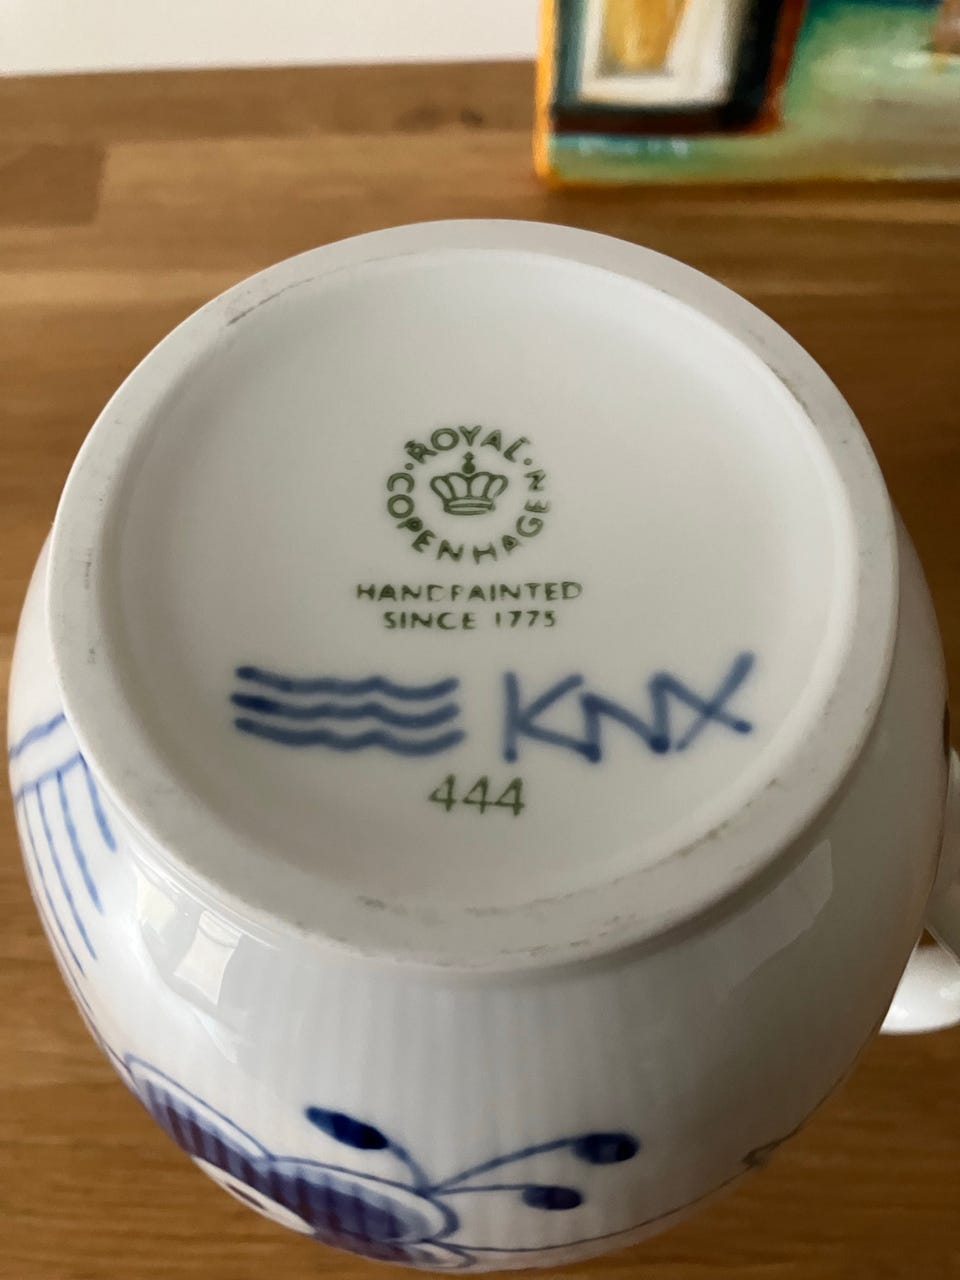 ROYAL
COPENHAGEN
HANDPAINTED
SINCE 1775
KNX
444